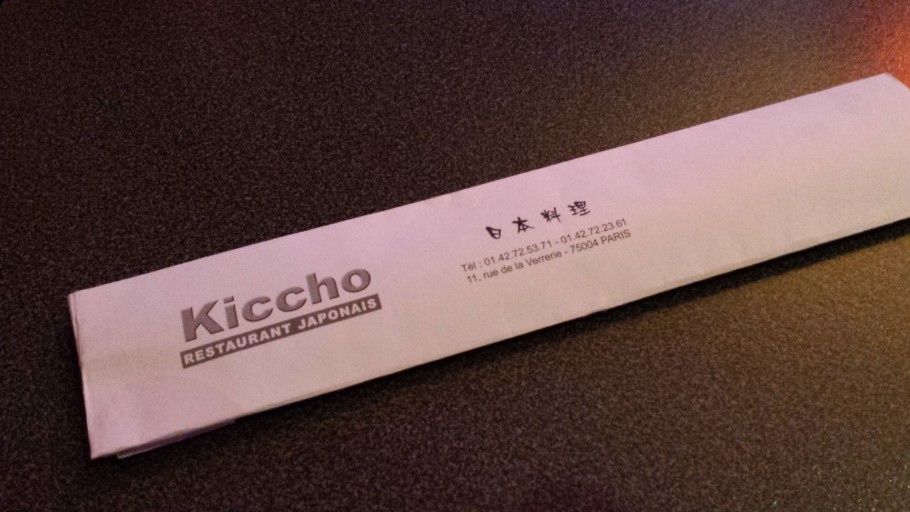 Kiccho
RESTAURANT JAPONAIS
日本料理
Tél : 01.42.72.53.71 - 01.42.72.23.61
11, rue de la Verrerie - 75004 PARIS